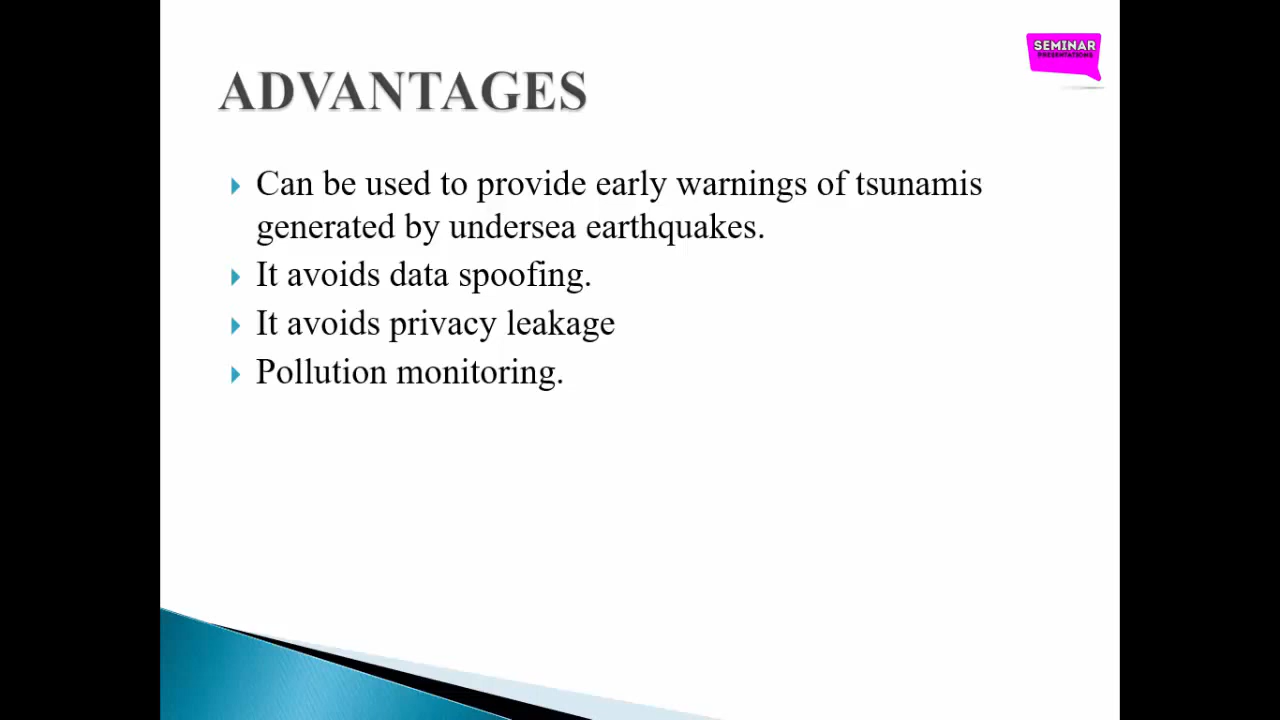 SEMINAR
PRESENTATIONS
ADVANTAGES
Can be used to provide early warnings of tsunamis
generated by undersea earthquakes.
It avoids data spoofing.
It avoids privacy leakage
Pollution monitoring.